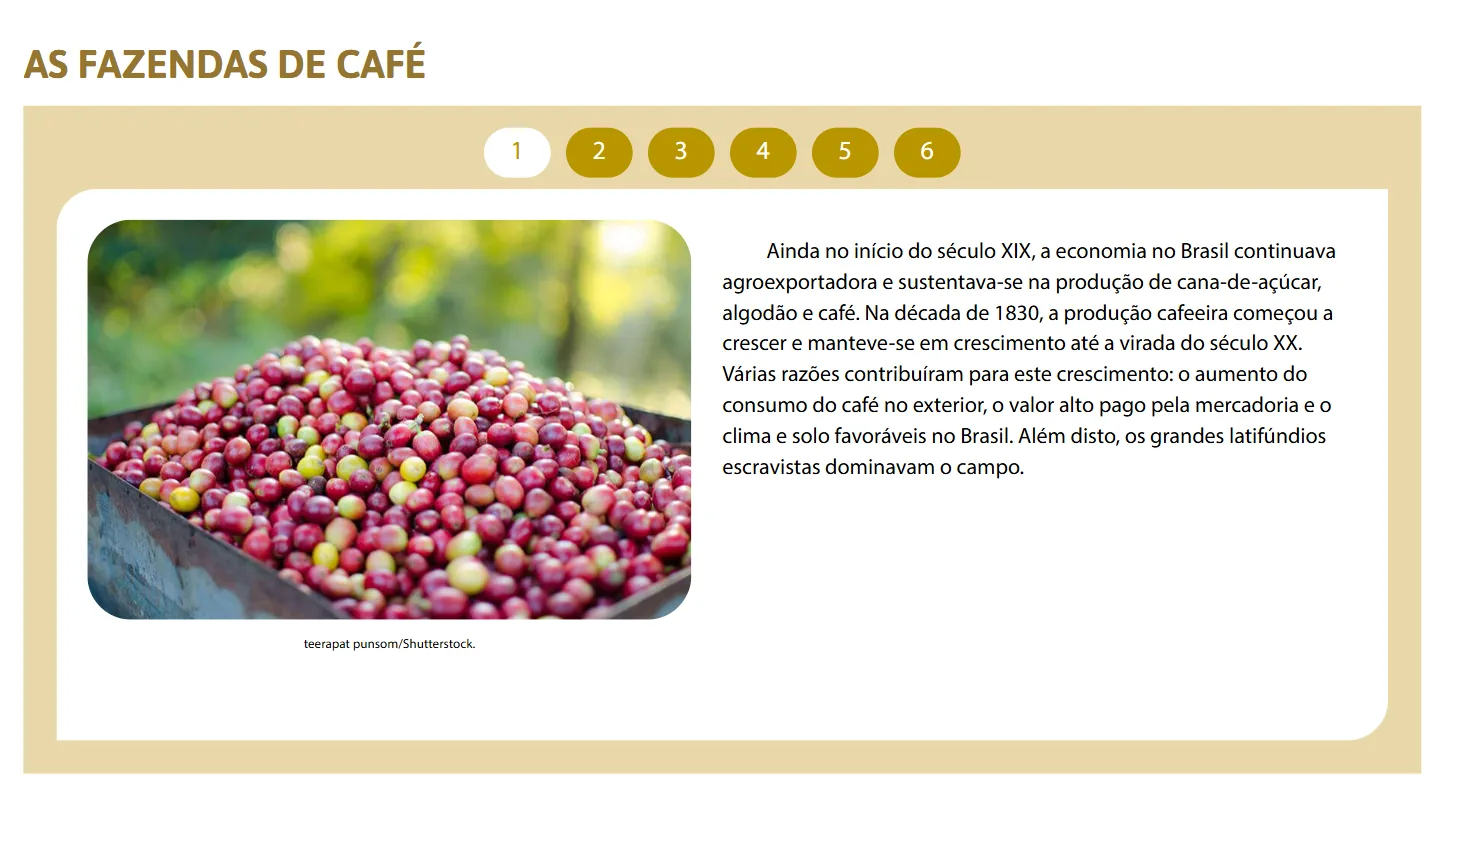 AS FAZENDAS DE CAFÉ
1 2 3 4 5 6
Ainda no início do século XIX, a economia no Brasil continuava
agroexportadora e sustentava-se na produção de cana-de-açúcar,
algodão e café. Na década de 1830, a produção cafeeira começou a
crescer e manteve-se em crescimento até a virada do século XX.
Várias razões contribuíram para este crescimento: o aumento do
consumo do café no exterior, o valor alto pago pela mercadoria e o
clima e solo favoráveis no Brasil. Além disto, os grandes latifúndios
escravistas dominavam o campo.
teerapat punsom/Shutterstock.